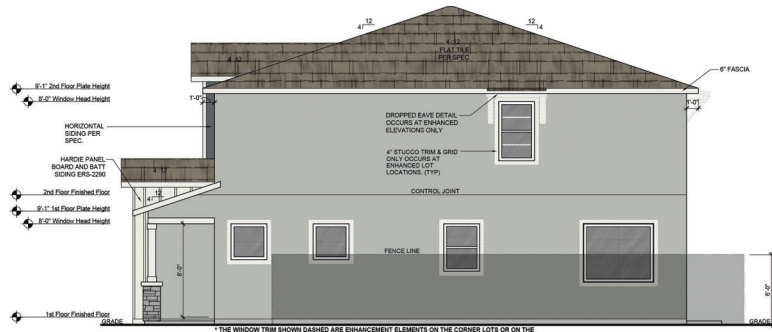 12
4
12
4
4 12
FLAT TILE
PER SPEC
4 12
6" FASCIA
9'-1" 2nd Floor Plate Height
8'-0" Window Head Height
1'-0"
1'-0"
DROPPED EAVE DETAIL
OCCURS AT ENHANCED
ELEVATIONS ONLY
HORIZONTAL
SIDING PER
SPEC.
4" STUCCO TRIM & GRID
ONLY OCCURS AT
ENHANCED LOT
LOCATIONS. (TYP)
HARDIE PANEL
BOARD AND BATT
SIDING ERS-2290
4 12
2nd Floor Finished Floor
12
4
CONTROL JOINT
9'-1" 1st Floor Plate Height
8'-0" Window Head Height
FENCE LINE
8'-0"
6'-0"
1st Floor Finished Floor
GRADE
GRADE
* THE WINDOW TRIM SHOWN DASHED ARE ENHANCEMENT ELEMENTS ON THE CORNER LOTS OR ON THE